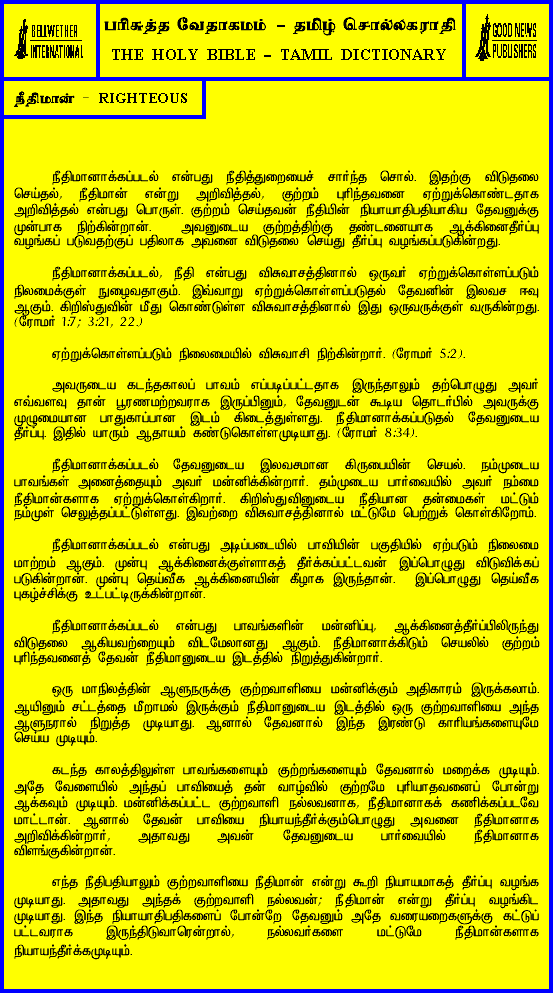 BELLWETHER
INTERNATIONAL
பரிசுத்த வேதாகமம் - தமிழ் சொல்லகராதி
THE HOLY BIBLE - TAMIL DICTIONARY
GOOD NEWS
PUBLISHERS
நீதிமான் - RIGHTEOUS
நீதிமானாக்கப்படல் என்பது நீதித்துறையைச் சார்ந்த சொல். இதற்கு விடுதலை
செய்தல், நீதிமான் என்று அறிவித்தல், குற்றம் புரிந்தவனை ஏற்றுக்கொண்டதாக
அறிவித்தல் என்பது பொருள். குற்றம் செய்தவன் நீதியின் நியாயாதிபதியாகிய தேவனுக்கு
முன்பாக நிற்கின்றான். அவனுடைய குற்றத்திற்கு தண்டனையாக ஆக்கினைதீர்ப்பு
வழங்கப் படுவதற்குப் பதிலாக அவனை விடுதலை செய்து தீர்ப்பு வழங்கப்படுகின்றது.
நீதிமானாக்கப்படல், நீதி என்பது விசுவாசத்தினால் ஒருவர் ஏற்றுக்கொள்ளப்படும்
நிலமைக்குள் நுழைவதாகும். இவ்வாறு ஏற்றுக்கொள்ளப்படுதல் தேவனின் இலவச ஈவு
ஆகும். கிறிஸ்துவின் மீது கொண்டுள்ள விசுவாசத்தினால் இது ஒருவருக்குள் வருகின்றது.
(ரோமர் 1:7; 3:21, 22.)
ஏற்றுக்கொள்ளப்படும் நிலைமையில் விசுவாசி நிற்கின்றார். (ரோமர் 5:2).
அவருடைய கடந்தகாலப் பாவம் எப்படிப்பட்டதாக இருந்தாலும் தற்பொழுது அவர்
எவ்வளவு தான் பூரணமற்றவராக இருப்பினும், தேவனுடன் கூடிய தொடர்பில் அவருக்கு
முழுமையான பாதுகாப்பான இடம் கிடைத்துள்ளது. நீதிமானாக்கப்படுதல் தேவனுடைய
தீர்ப்பு. இதில் யாரும் ஆதாயம் கண்டுகொள்ளமுடியாது. (ரோமர் 8:34).
நீதிமானாக்கப்படல் தேவனுடைய இலவசமான கிருபையின் செயல். நம்முடைய
பாவங்கள் அனைத்தையும் அவர் மன்னிக்கின்றார். தம்முடைய பார்வையில் அவர் நம்மை
நீதிமான்களாக ஏற்றுக்கொள்கிறார். கிறிஸ்துவினுடைய நீதியான தன்மைகள் மட்டும்
நம்முள் செலுத்தப்பட்டுள்ளது. இவற்றை விசுவாசத்தினால் மட்டுமே பெற்றுக் கொள்கிறோம்.
நீதிமானாக்கப்படல் என்பது அடிப்படையில் பாவியின் பகுதியில் ஏற்படும் நிலைமை
மாற்றம் ஆகும். முன்பு ஆக்கினைக்குள்ளாகத் தீர்க்கப்பட்டவன் இப்பொழுது விடுவிக்கப்
படுகின்றான். முன்பு தெய்வீக ஆக்கினையின் கீழாக இருந்தான். இப்பொழுது தெய்வீக
புகழ்ச்சிக்கு உட்பட்டிருக்கின்றான்.
நீதிமானாக்கப்படல் என்பது பாவங்களின் மன்னிப்பு, ஆக்கினைத்தீர்ப்பிலிருந்து
விடுதலை ஆகியவற்றையும் விடமேலானது ஆகும். நீதிமானாக்கிடும் செயலில் குற்றம்
புரிந்தவனைத் தேவன் நீதிமானுடைய இடத்தில் நிறுத்துகின்றார்.
ஒரு மாநிலத்தின் ஆளுநருக்கு குற்றவாளியை மன்னிக்கும் அதிகாரம் இருக்கலாம்.
ஆயினும் சட்டத்தை மீறாமல் இருக்கும் நீதிமானுடைய இடத்தில் ஒரு குற்றவாளியை அந்த
ஆளுநரால் நிறுத்த முடியாது. ஆனால் தேவனால் இந்த இரண்டு காரியங்களையுமே
செய்ய முடியும்.
கடந்த காலத்திலுள்ள பாவங்களையும் குற்றங்களையும் தேவனால் மறைக்க முடியும்.
அதே வேளையில் அந்தப் பாவியைத் தன் வாழ்வில் குற்றமே புரியாதவனைப் போன்று
ஆக்கவும் முடியும். மன்னிக்கப்பட்ட குற்றவாளி நல்லவனாக, நீதிமானாகக் கணிக்கப்படவே
மாட்டான். ஆனால் தேவன் பாவியை நியாயந்தீர்க்கும்பொழுது அவனை நீதிமானாக
அறிவிக்கின்றார், அதாவது அவன் தேவனுடைய பார்வையில் நீதிமானாக
விளங்குகின்றான்.
எந்த நீதிபதியாலும் குற்றவாளியை நீதிமான் என்று கூறி நியாயமாகத் தீர்ப்பு வழங்க
முடியாது. அதாவது அந்தக் குற்றவாளி நல்லவன்; நீதிமான் என்று தீர்ப்பு வழங்கிட
முடியாது. இந்த நியாயாதிபதிகளைப் போன்றே தேவனும் அதே வரையறைகளுக்கு கட்டுப்
பட்டவராக இருந்திடுவாரென்றால், நல்லவர்களை மட்டுமே நீதிமான்களாக
நியாயந்தீர்க்கமுடியும்.